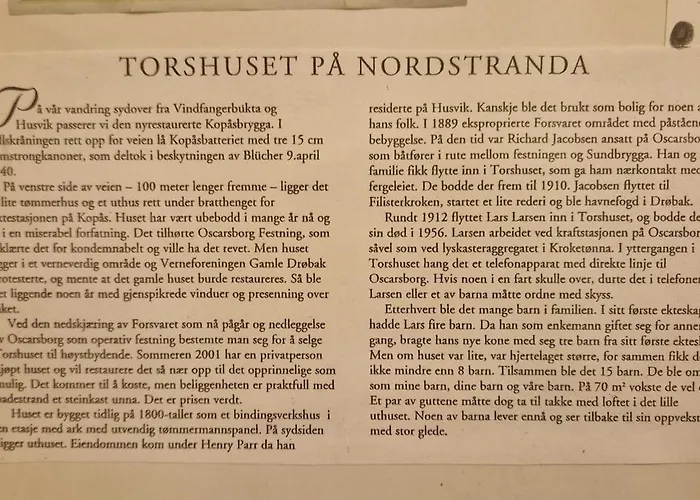 TORSHUSET PÅ NORDSTRANDA
På vår vandring sydover fra Vindfangerbukta og
Husvik passerer vi den nyrestaurerte Kopåsbrygga. I
rett opp for veien lå Kopåsbatteriet med tre 15 cm
som deltok i beskytningen av Blücher 9.april
40.
På venstre side av veien – 100 meter lenger fremme – ligger det
lite tømmerhus og et uthus rett under bratthenget for
på Kopås. Huset har vært ubebodd i mange år nå og
i en miserabel forfatning. Det tilhørte Oscarsborg Festning, som
det for kondemnabelt og ville ha det revet. Men huset
i et verneverdig område og Verneforeningen Gamle Drøbak
og mente at det gamle huset burde restaureres. Så ble
liggende noen år med gjenspikrede vinduer og presenning over
Ved den nedskjæring av Forsvaret som nå pågår og nedleggelse
Oscarsborg som operativ festning bestemte man seg for å selge
Torshuset til høystbydende. Sommeren 2001 har en privatperson
huset og vil restaurere det så nær opp til det opprinnelige som
mulig. Det kommer til å koste, men beliggenheten er praktfull med
et steinkast unna. Det er prisen verdt.
Huset er bygget tidlig på 1800-tallet som et bindingsverkshus i
en etasje med ark med utvendig tømmermannspanel. På sydsiden
ligger uthuset. Eiendommen kom under Henry Parr da han
residerte på Husvik. Kanskje ble det brukt som bolig for noen
hans folk. I 1889 eksproprierte Forsvaret området med
bebyggelse. På den tid var Richard Jacobsen ansatt på
som båtfører i rute mellom festningen og Sundbrygga. Han og
familie fikk flytte inn i Torshuset, som ga ham nærkontakt med
fergeleiet. De bodde der frem til 1910. Jacobsen flyttet til
Filisterkroken, startet et lite rederi og ble havnefogd i Drøbak.
Rundt 1912 flyttet Lars Larsen inn i Torshuset, og bodde der
sin død i 1956. Larsen arbeidet ved kraftstasjonen på
såvel som ved lyskasteraggregatet i Kroketønna. I yttergangen i
Torshuset hang det et telefonapparat med direkte linje til
Oscarsborg. Hvis noen i en fart skulle over, durte det i
Larsen eller et av barna måtte ordne med skyss.
Etterhvert ble det mange barn i familien. I sitt første
hadde Lars fire barn. Da han som enkemann giftet seg for
gang, bragte hans nye kone med seg tre barn fra sitt første
Men om huset var lite, var hjertelaget større, for sammen fikk
ikke mindre enn 8 barn. Tilsammen ble det 15 barn. De ble
som mine barn, dine barn og våre barn. På 70 m² vokste de vel
Et par av guttene måtte dog ta til takke med loftet i det lille
uthuset. Noen av barna lever ennå og ser tilbake til sin
med stor glede.